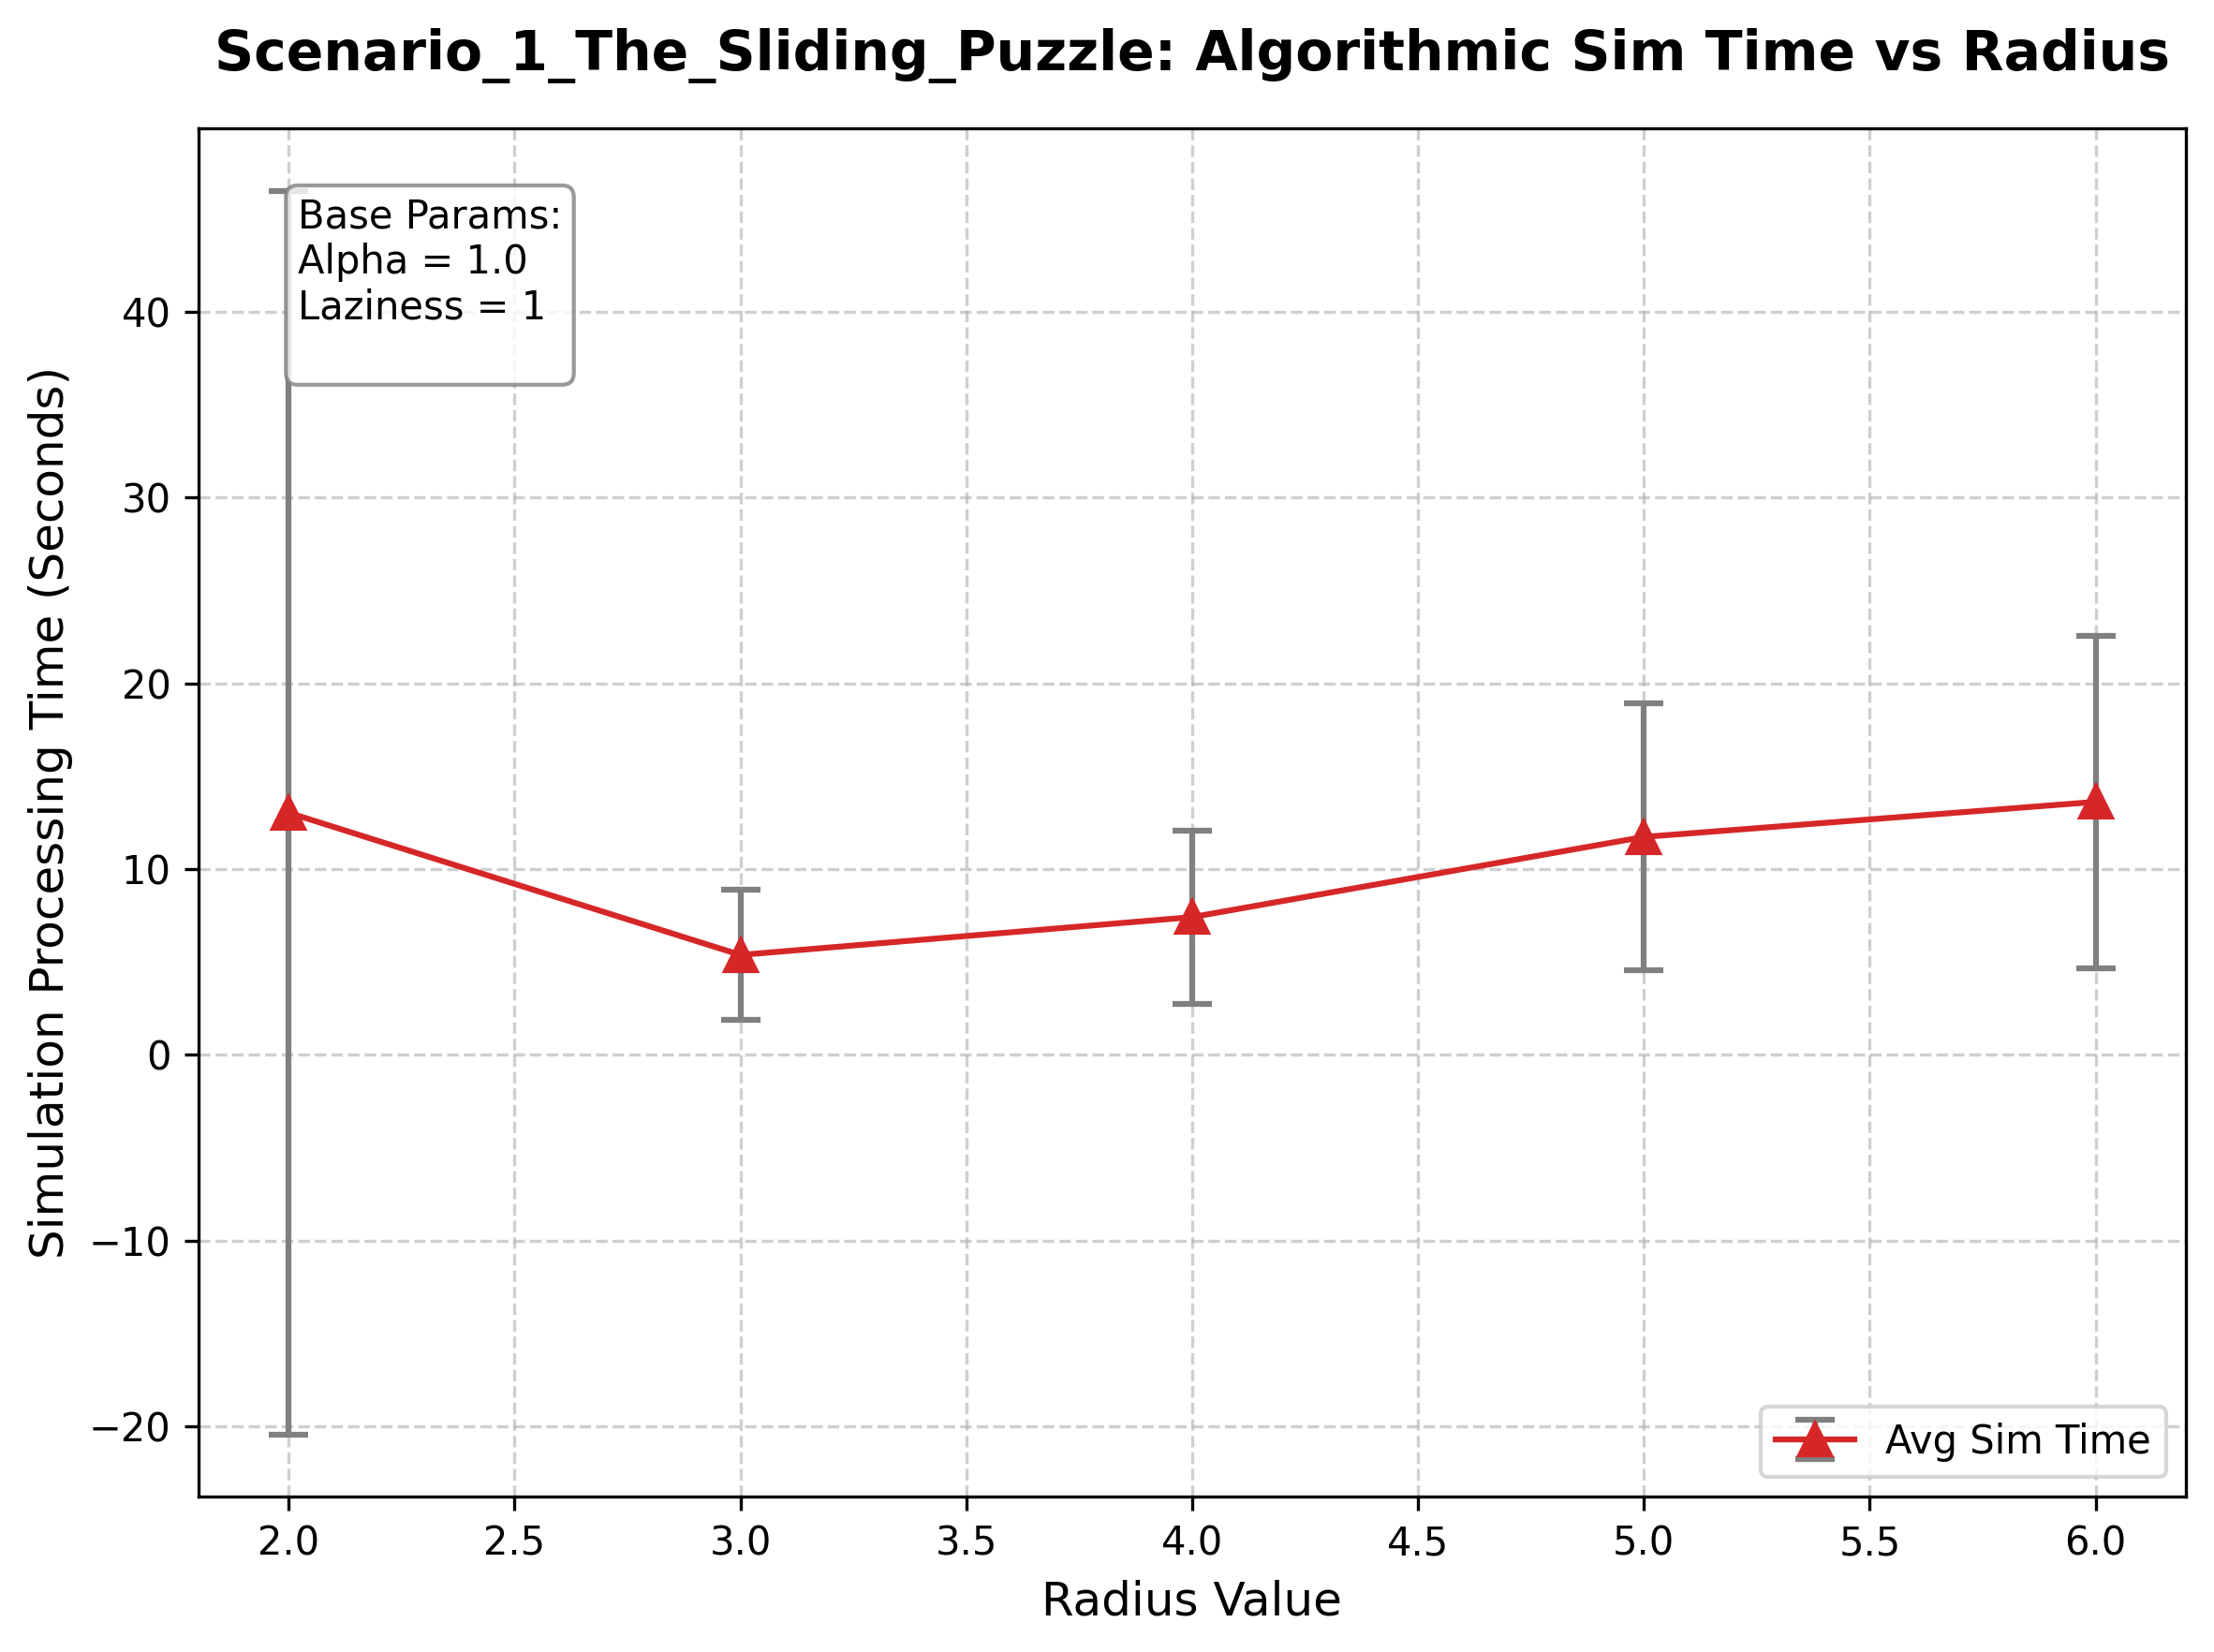 Scenario_1_The_Sliding_Puzzle: Algorithmic Sim Time vs Radius
Base Params:
Alpha = 1.0
Laziness = 1
40
30
20
10
0
−10
−20
Simulation Processing Time (Seconds)
Avg Sim Time
2.0 2.5 3.0 3.5 4.0 4.5 5.0 5.5 6.0
Radius Value